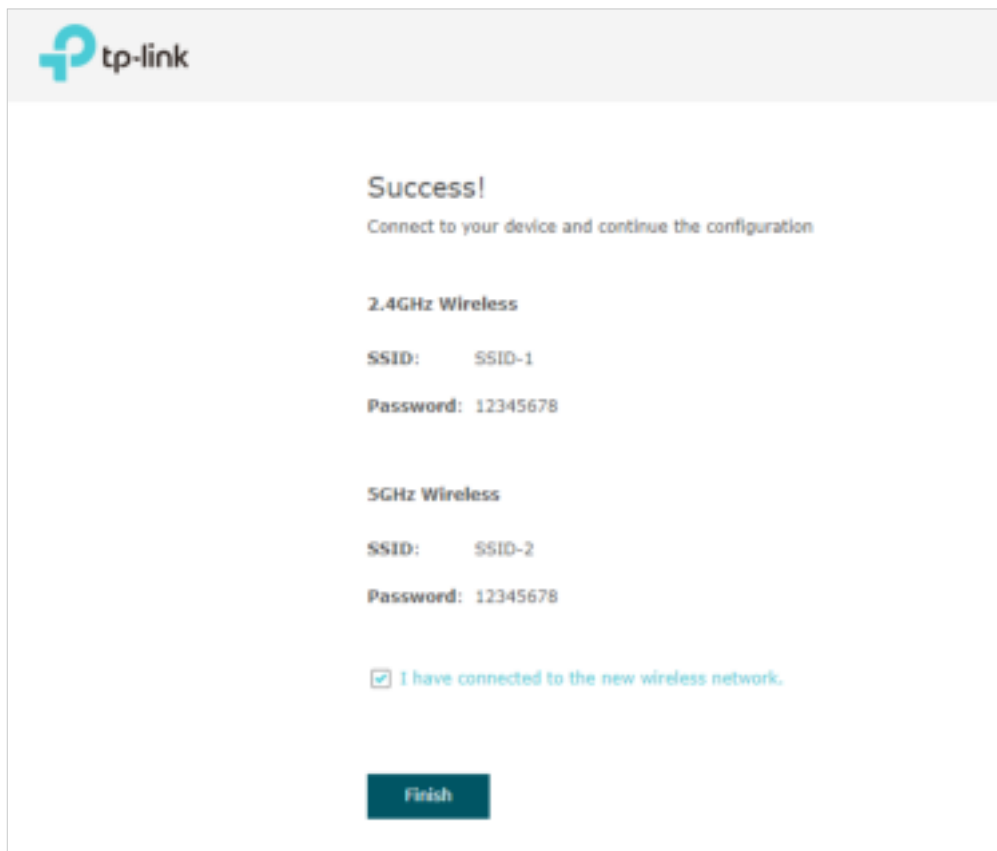 tp-link
Success!
Connect to your device and continue the configuration
2.4GHz Wireless
SSID: SSID-1
Password: 12345678
5GHz Wireless
SSID: SSID-2
Password: 12345678
I have connected to the new wireless network.
Finish